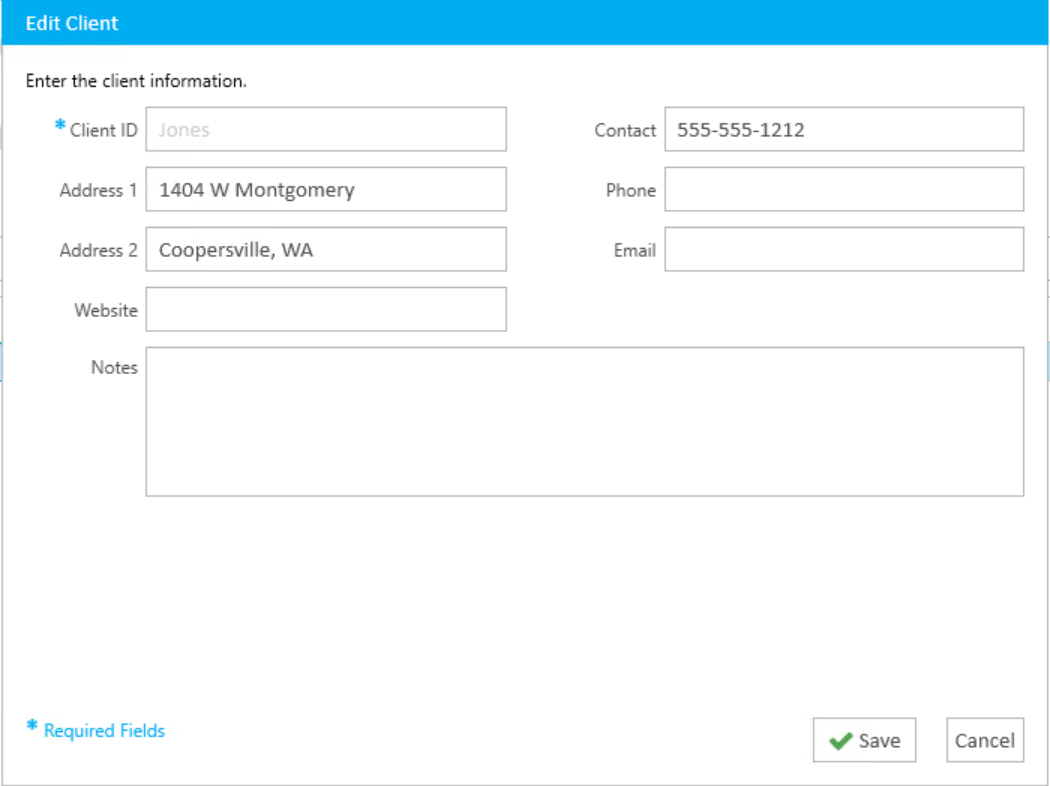 Edit Client
Enter the client information.
* Client ID Jones
Contact 555-555-1212
Address 1 1404 W Montgomery
Phone
Address 2 Coopersville, WA
Email
Website
Notes
* Required Fields
Save
Cancel